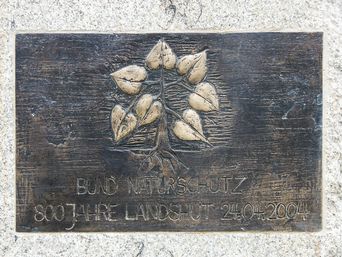 BUND NATURSCHUTZ
800 JAHRE LANDSHUT 24.04.2004